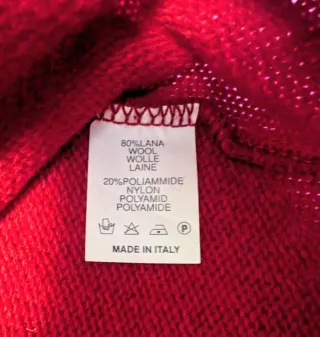 80%LANA
WOOL
WOLLE
LAINE
20%POLIAMMIDE
NYLON
POLYAMID
POLYAMIDE
P
MADE IN ITALY